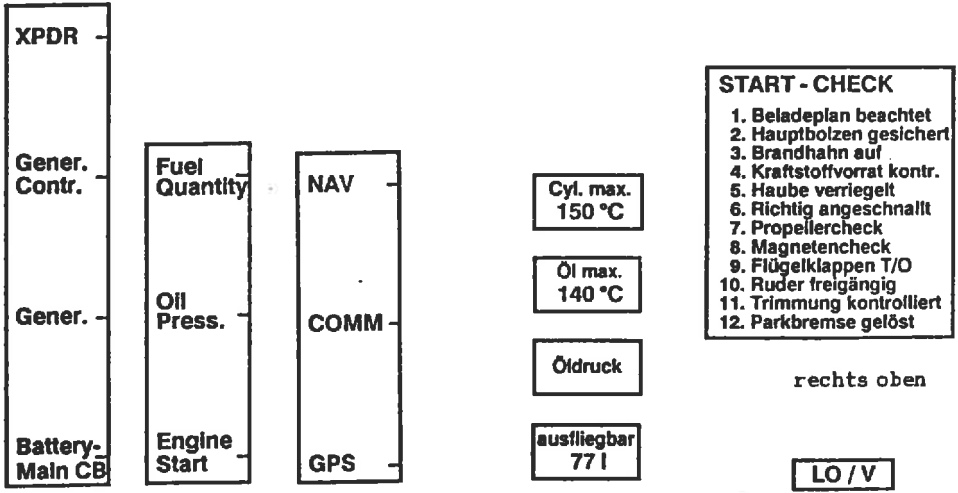 XPDR
Gener.
Contr.
Gener.
Battery-
Main CB
Fuel
Quantity
Oil
Press.
Engine
Start
NAV
COMM
GPS
Cyl. max.
150 °C
Öl max.
140 °C
Öldruck
ausfliegbar
77 l
START - CHECK
1. Beladeplan beachtet
2. Hauptbolzen gesichert
3. Brandhahn auf
4. Kraftstoffvorrat kontr.
5. Haube verriegelt
6. Richtig angeschnallt
7. Propellercheck
8. Magnetencheck
9. Flügelklappen T/O
10. Ruder freigängig
11. Trimmung kontrolliert
12. Parkbremse gelöst
rechts oben
LO / V